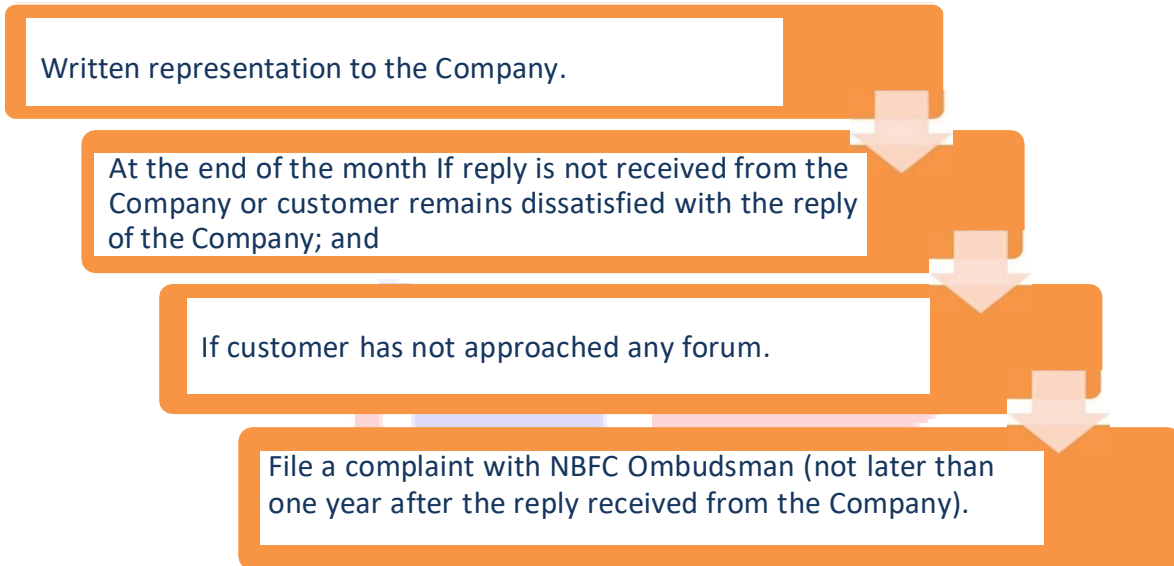 Written representation to the Company.
At the end of the month If reply is not received from the
Company or customer remains dissatisfied with the reply
of the Company; and
If customer has not approached any forum.
File a complaint with NBFC Ombudsman (not later than
one year after the reply received from the Company).